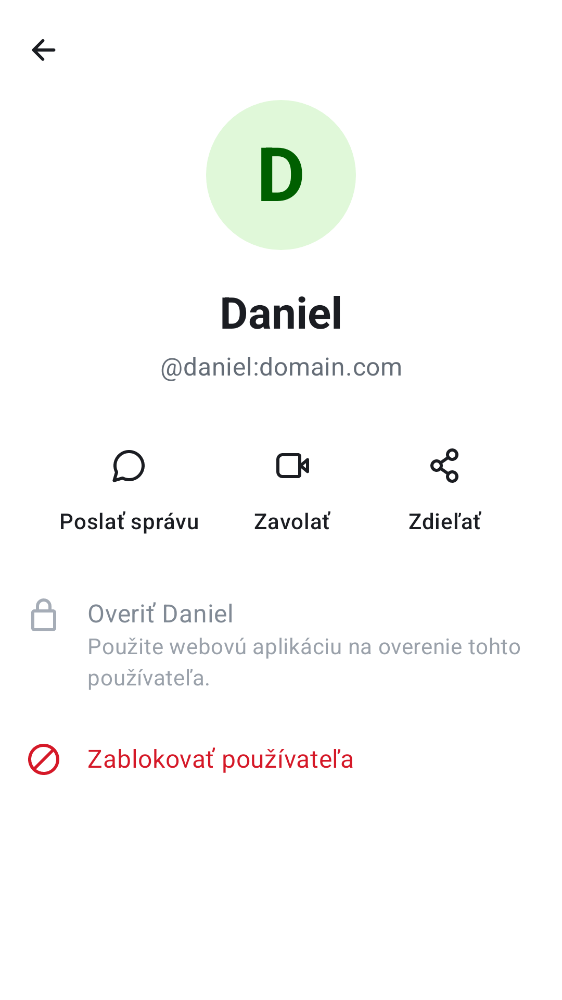 D
Daniel
@daniel:domain.com
Poslať správu
Zavolať
Zdieľať
Overiť Daniel
Použite webovú aplikáciu na overenie tohto
používateľa.
Zablokovať používateľa